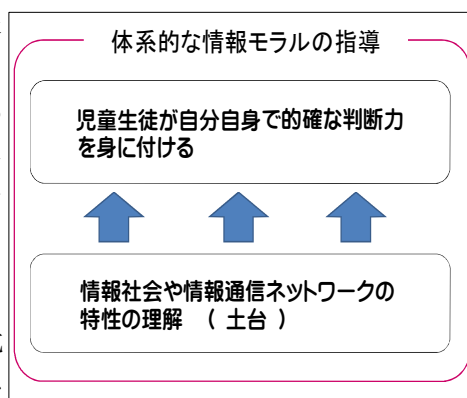 体系的な情報モラルの指導
児童生徒が自分自身で的確な判断力
を身に付ける
情報社会や情報通信ネットワークの
特性の理解　（ 土台 ）